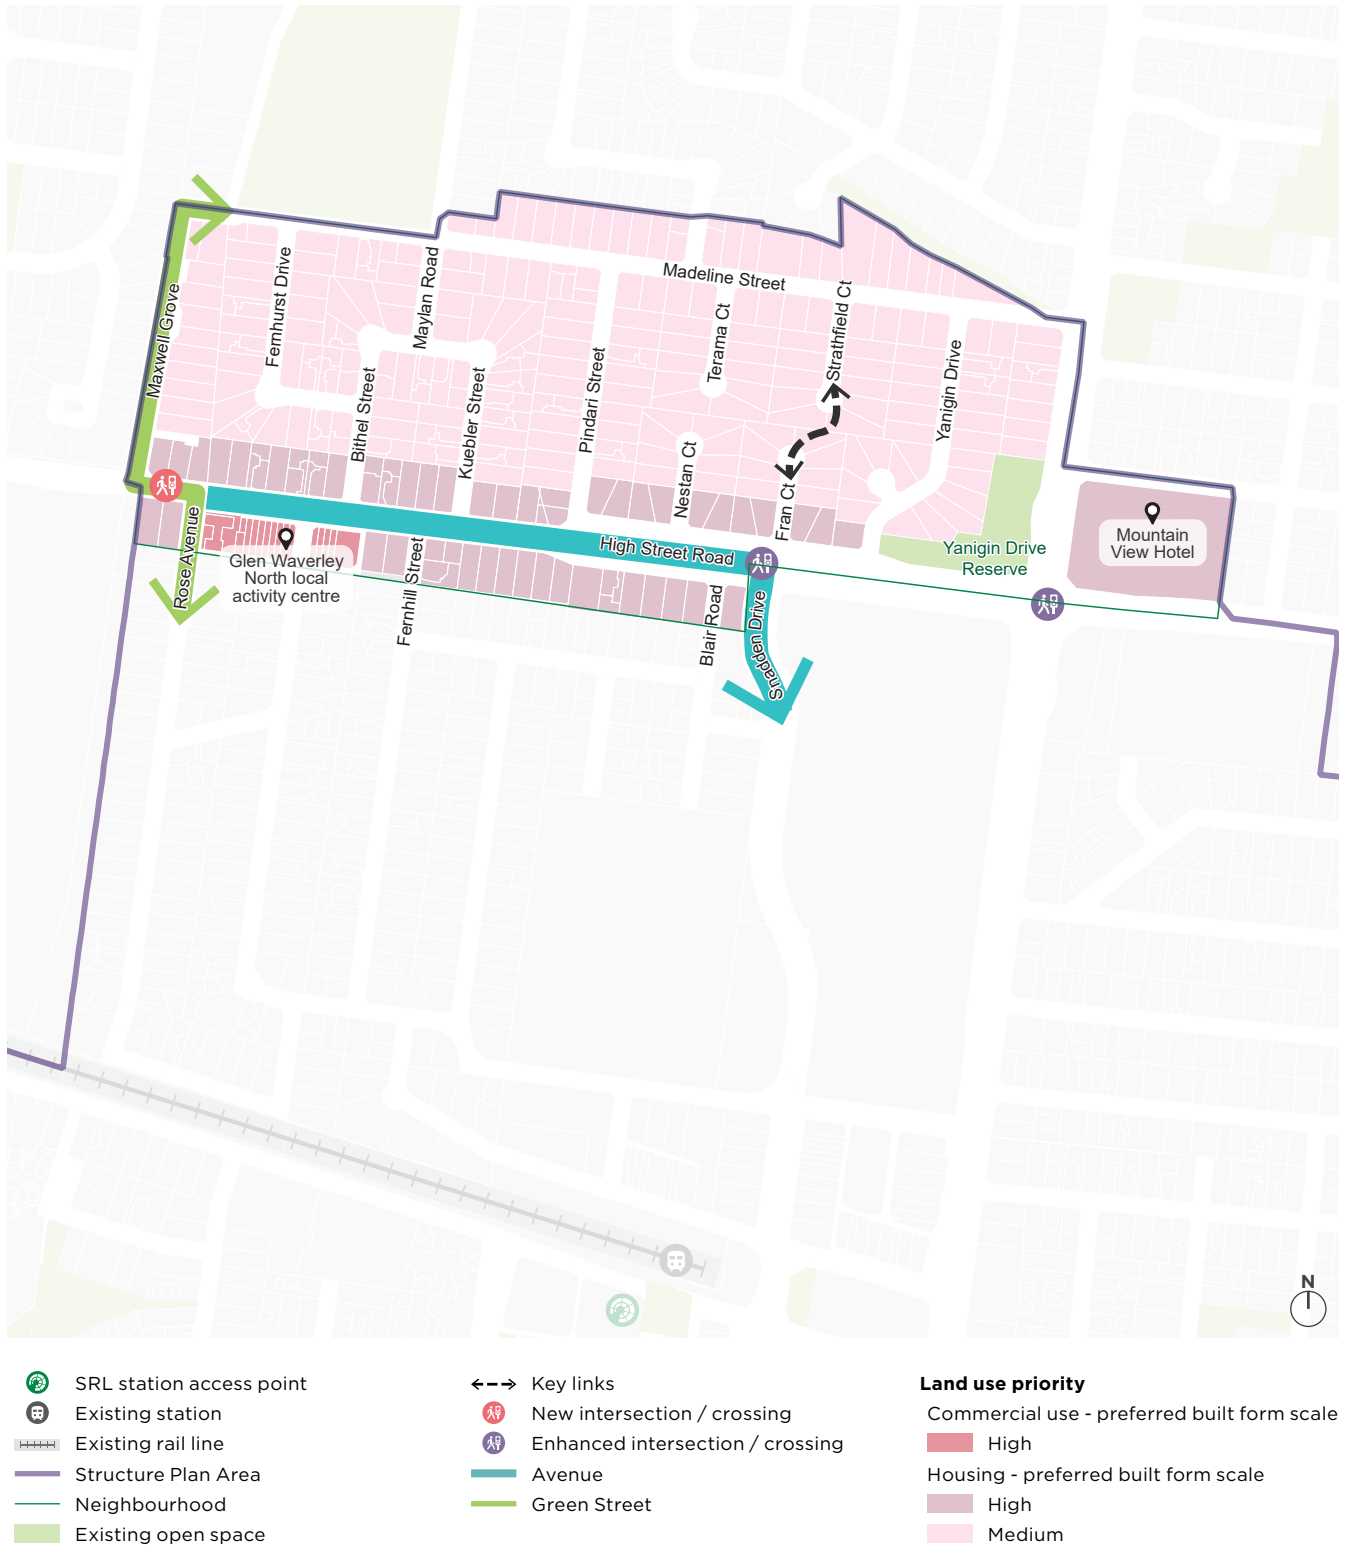 Madeline Street
Maxwell Grove
Fernhurst Drive
Maylan Road
Bithel Street
Kuebler Street
Pindari Street
Terama Ct
Strathfield Ct
Yanigin Drive
Nestan Ct
Fran Ct
Rose Avenue
High Street Road
Glen Waverley
North local
activity centre
Fernhill Street
Blair Road
Snadden Drive
Yanigin Drive
Reserve
Mountain
View Hotel
N
SRL station access point
Existing station
Existing rail line
Structure Plan Area
Neighbourhood
Existing open space
Key links
New intersection / crossing
Enhanced intersection / crossing
Avenue
Green Street
Land use priority
Commercial use - preferred built form scale
High
Housing - preferred built form scale
High
Medium